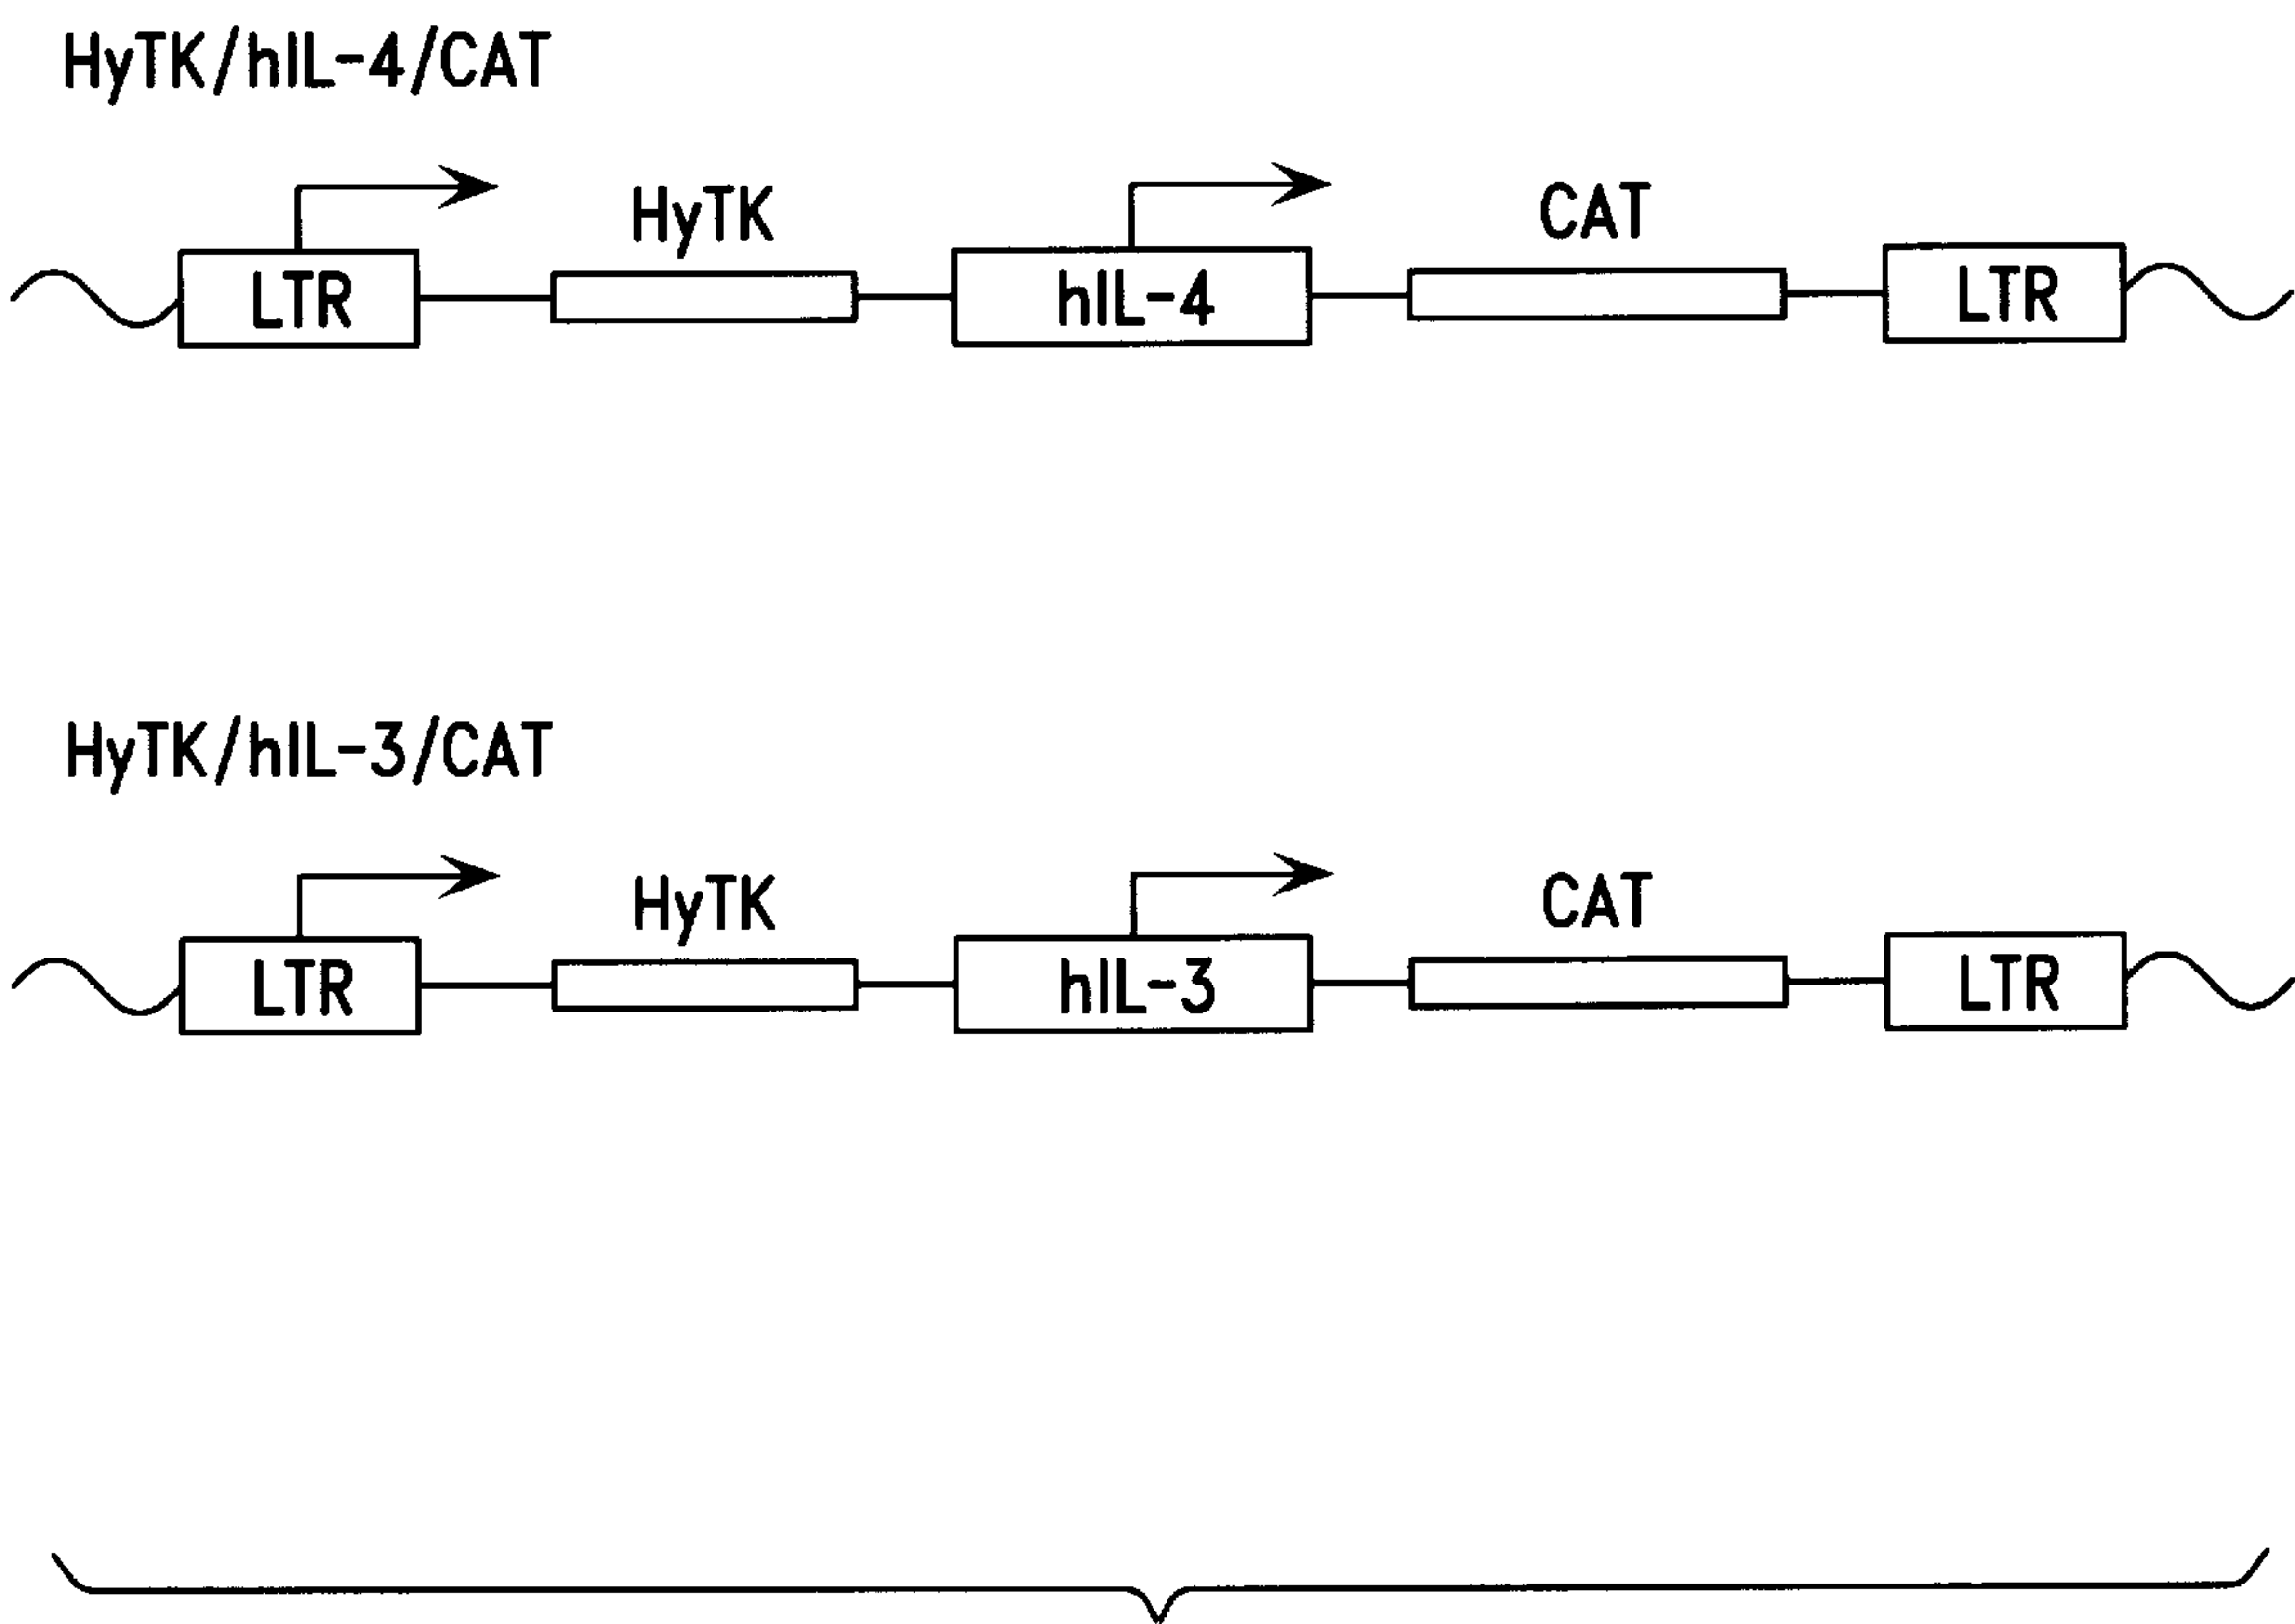 HyTK/hIL-4/CAT
HyTK
CAT
LTR
hIL-4
LTR
HyTK/hIL-3/CAT
HyTK
CAT
LTR
hIL-3
LTR